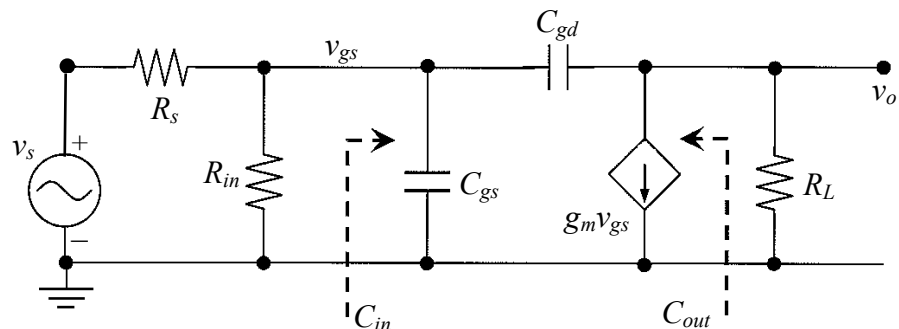 C_gd
v_gs
v_o
R_s
v_s
+
R_in
C_gs
g_m v_gs
R_L
−
C_in
C_out